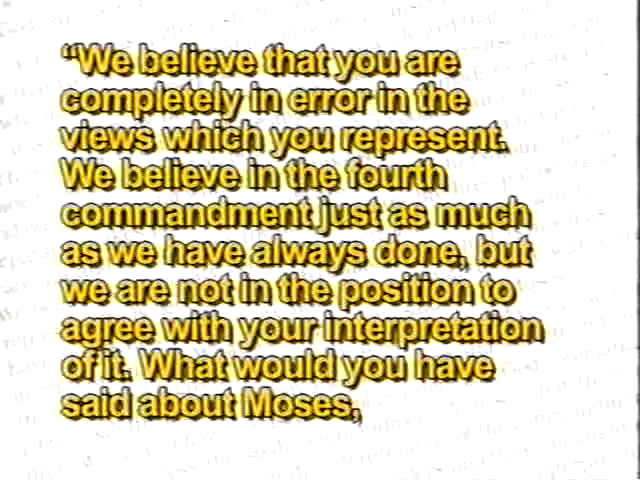 “We believe that you are
completely in error in the
views which you represent.
We believe in the fourth
commandment just as much
as we have always done, but
we are not in the position to
agree with your interpretation
of it. What would you have
said about Moses,